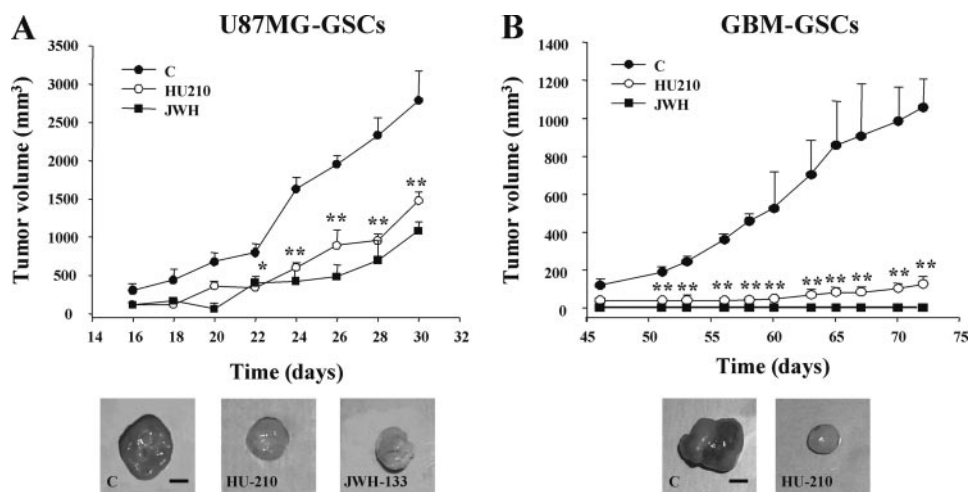 A
U87MG-GSCs
3500
3000
2500
2000
1500
1000
500
0
Tumor volume (mm³)
C
HU210
JWH
*
**
**
**
**
14 16 18 20 22 24 26 28 30 32
Time (days)
C
HU-210
JWH-133
B
GBM-GSCs
1400
1200
1000
800
600
400
200
0
Tumor volume (mm³)
C
HU210
JWH
** ** ** ** ** ** ** ** ** **
45 50 55 60 65 70 75
Time (days)
C
HU-210